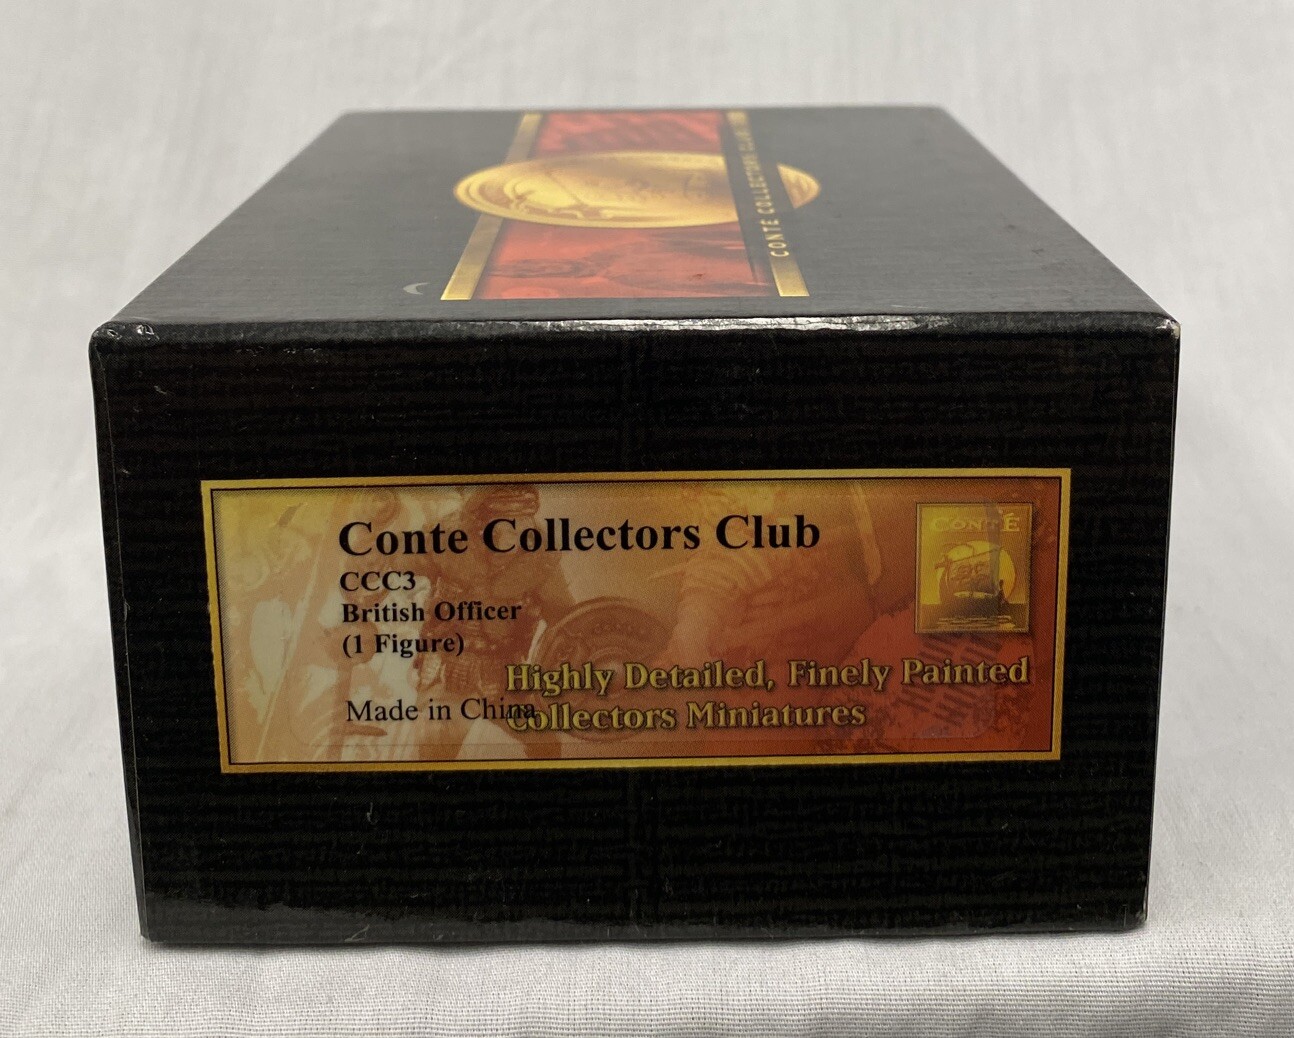 CONTE COLLECTORS CLUB
Conte Collectors Club
CONTÉ
CCC3
British Officer
(1 Figure)
Highly Detailed, Finely Painted
Made in China
Collectors Miniatures